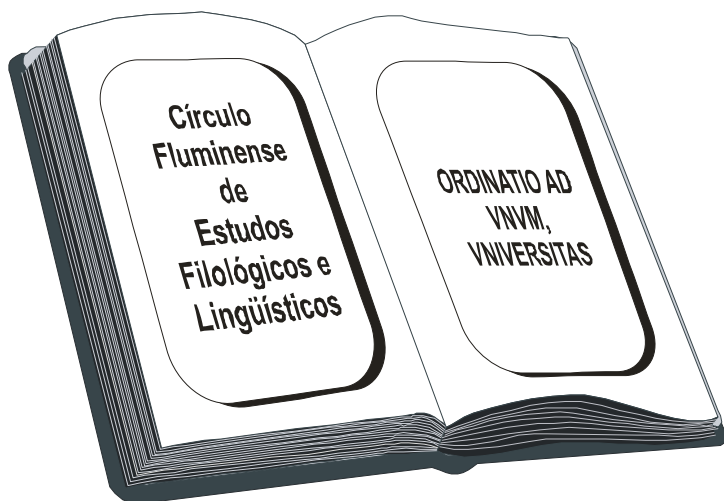 Círculo
Fluminense
de
Estudos
Filológicos e
Lingüísticos
ORDINATIO AD
VNVM,
VNIVERSITAS